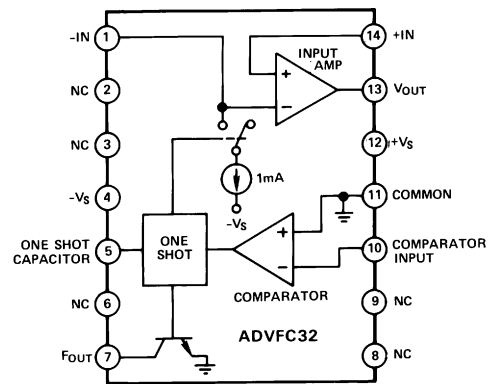 -IN 1
14 +IN
INPUT
AMP
+
-
NC 2
13 VOUT
NC 3
12 +VS
1mA
-VS 4
-VS
11 COMMON
ONE SHOT
CAPACITOR 5
ONE
SHOT
+
-
10 COMPARATOR
INPUT
COMPARATOR
NC 6
9 NC
ADVFC32
FOUT 7
8 NC